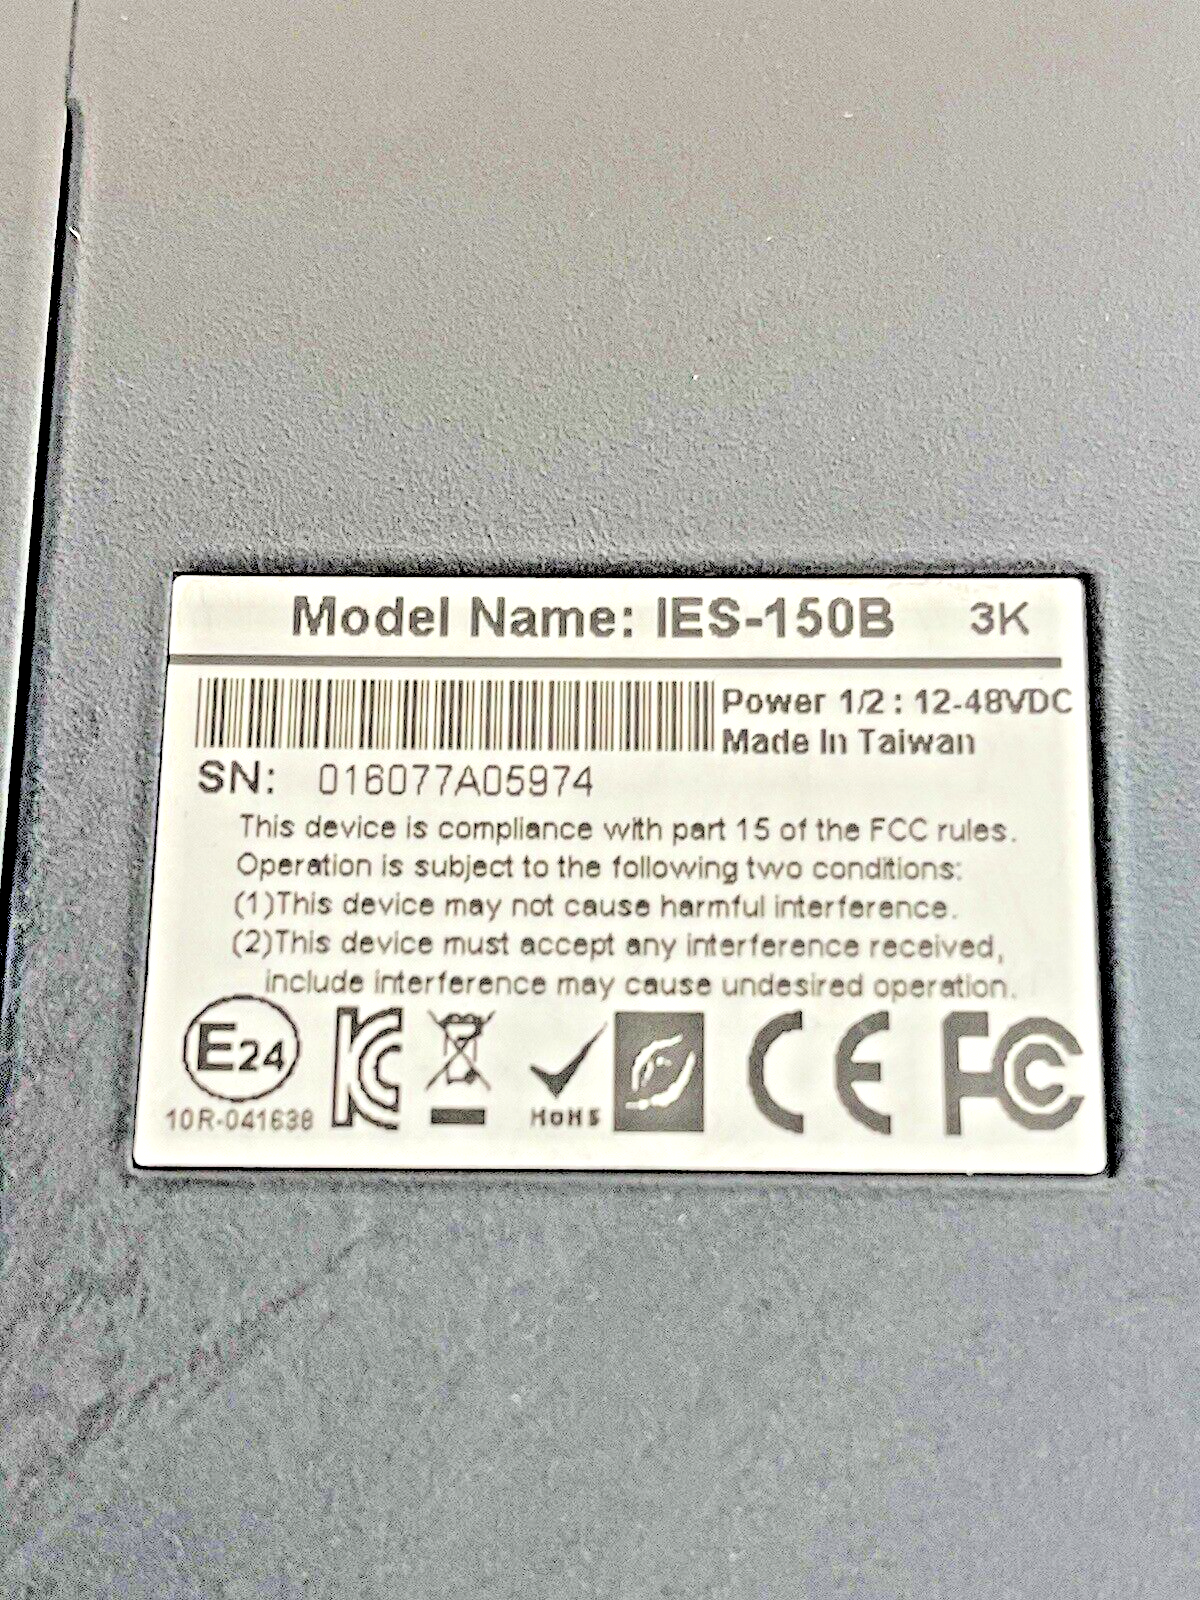 Model Name: IES-150B 3K
Power 1/2 : 12-48VDC
Made In Taiwan
SN: 016077A05974
This device is compliance with part 15 of the FCC rules.
Operation is subject to the following two conditions:
(1)This device may not cause harmful interference.
(2)This device must accept any interference received,
include interference may cause undesired operation.
E24 KC RoHS CE FC
10R-041638